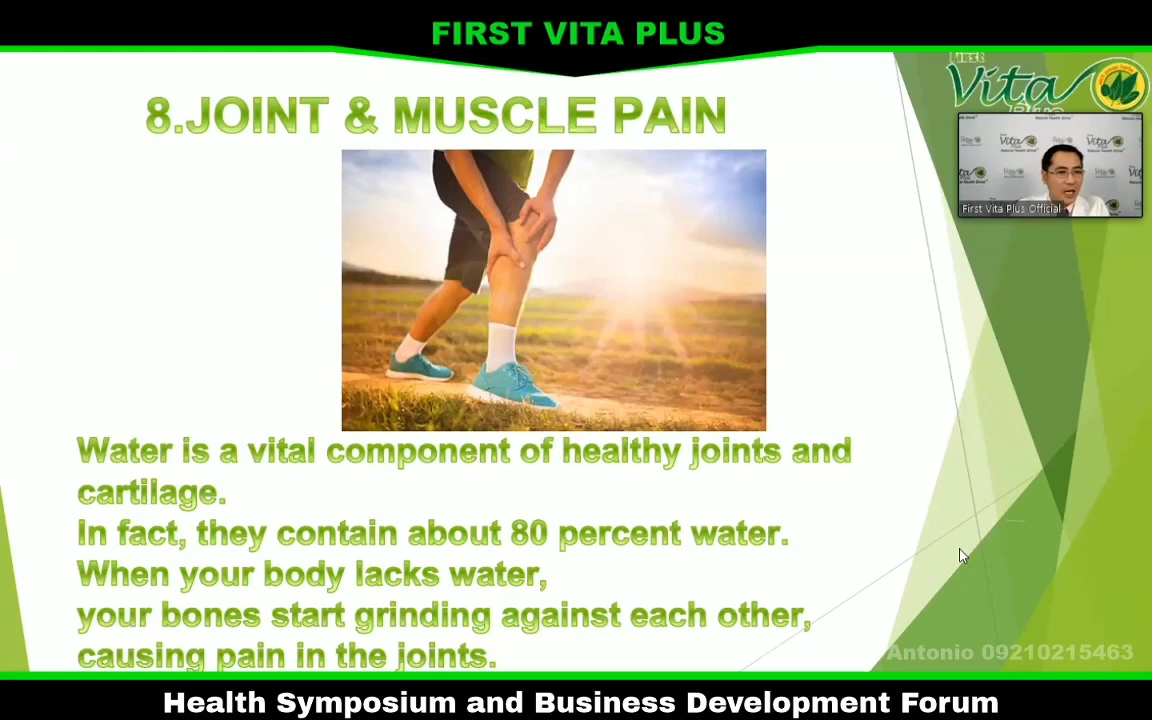 FIRST VITA PLUS
First
Vita
Plus
8.JOINT & MUSCLE PAIN
First Vita Plus Official
Water is a vital component of healthy joints and
cartilage.
In fact, they contain about 80 percent water.
When your body lacks water,
your bones start grinding against each other,
causing pain in the joints.
Antonio 09210215463
Health Symposium and Business Development Forum